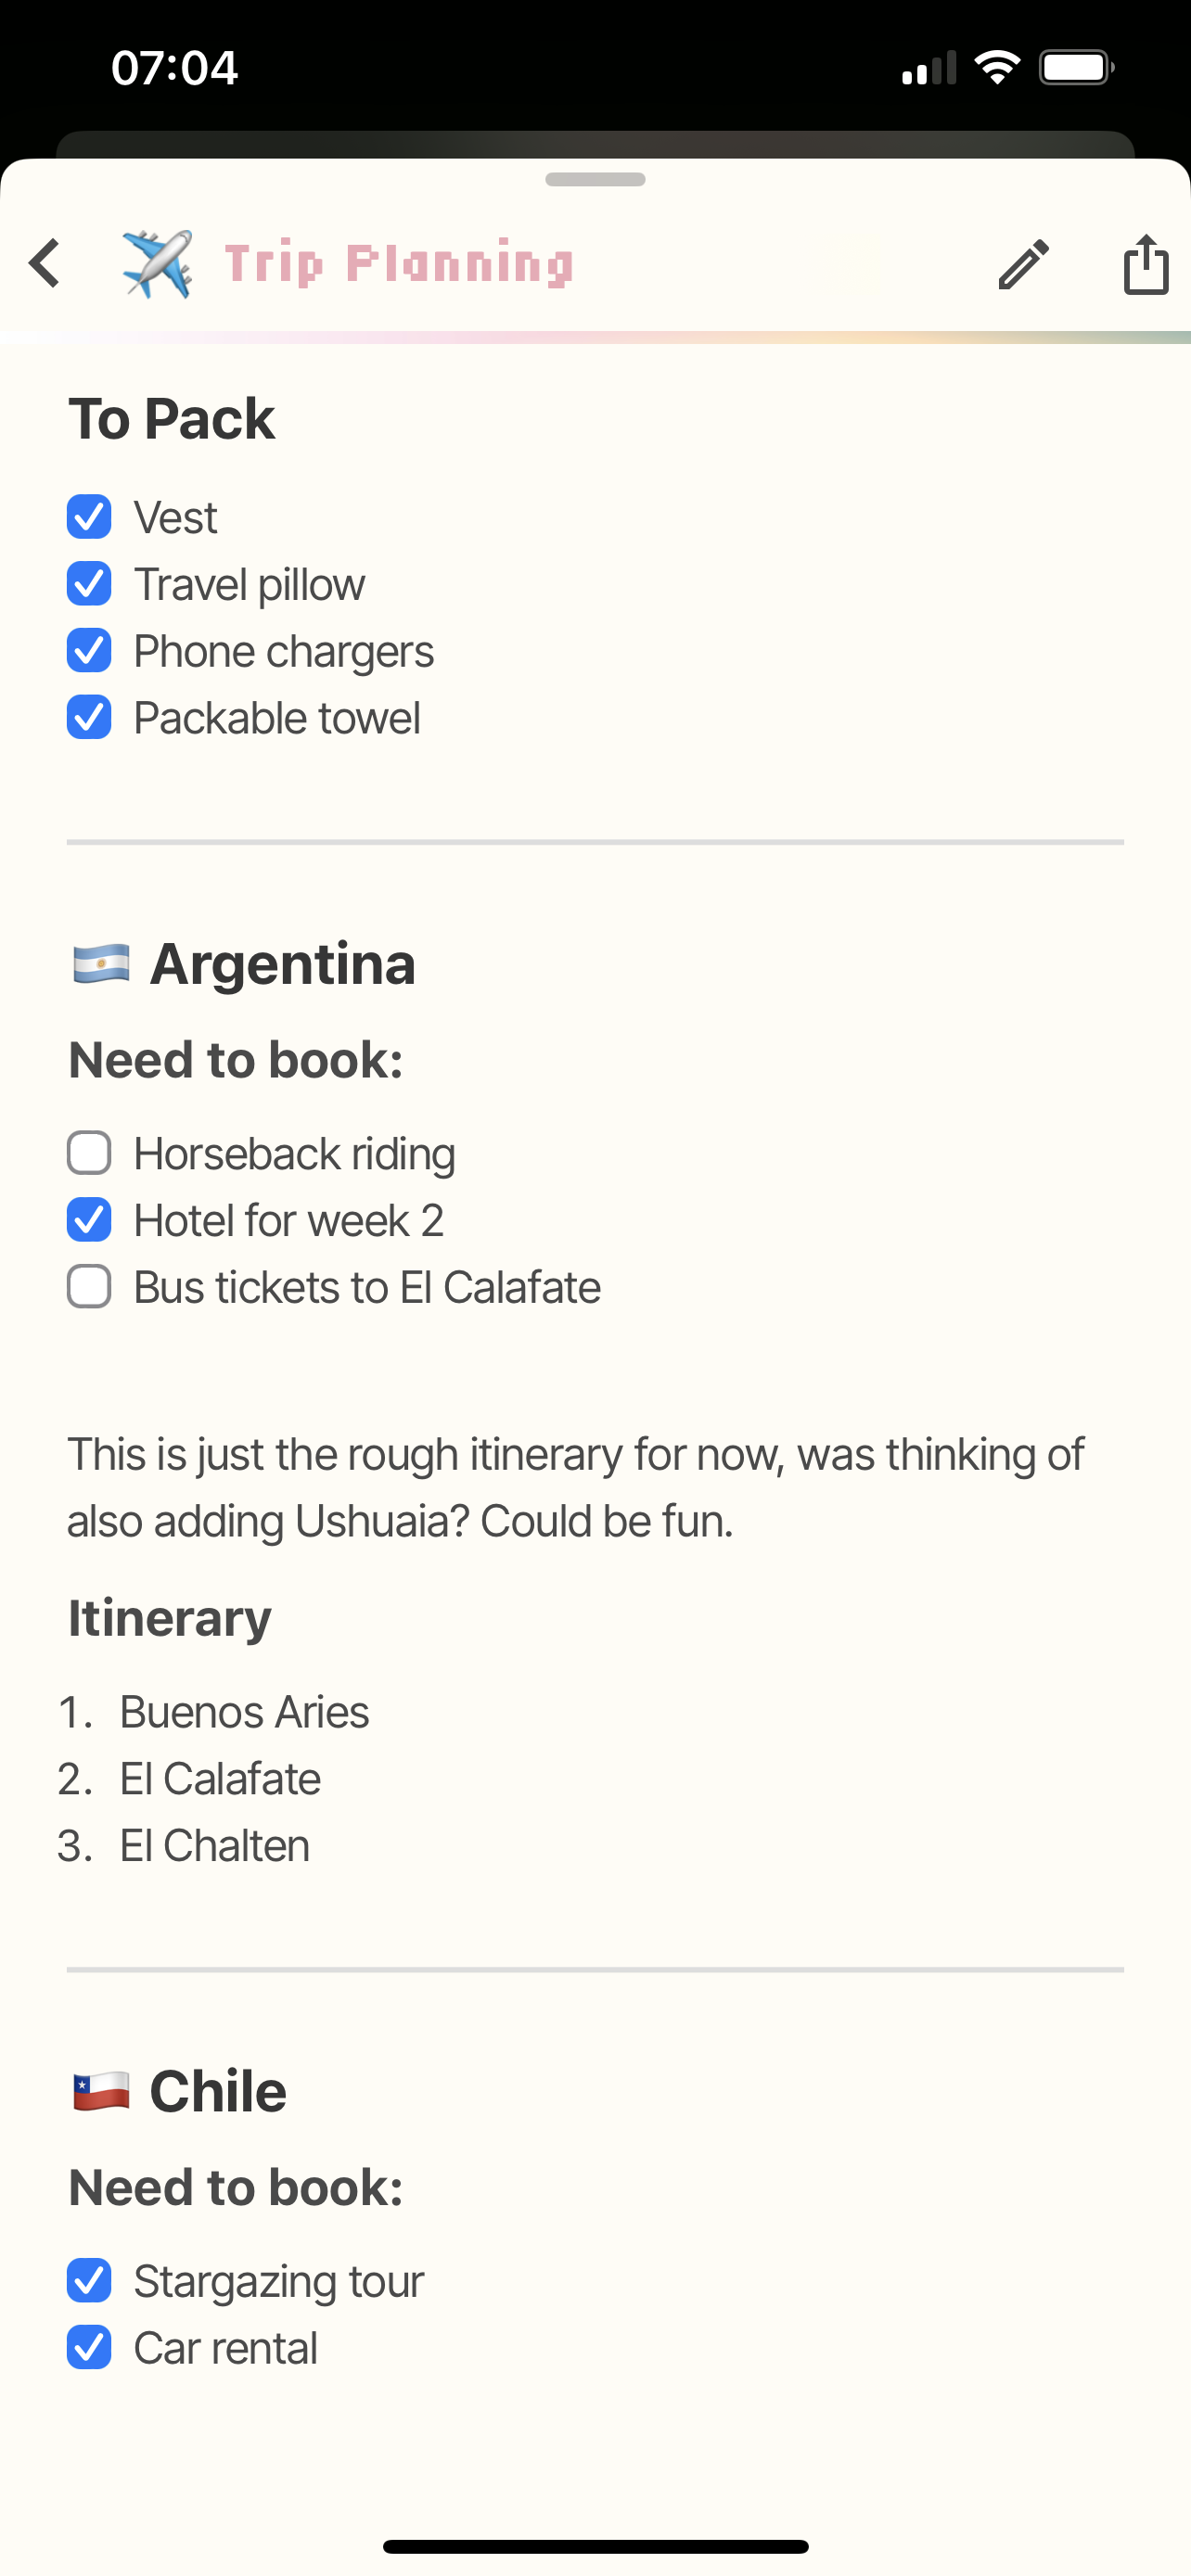 07:04
Trip Planning
To Pack
Vest
Travel pillow
Phone chargers
Packable towel
Argentina
Need to book:
Horseback riding
Hotel for week 2
Bus tickets to El Calafate
This is just the rough itinerary for now, was thinking of
also adding Ushuaia? Could be fun.
Itinerary
1. Buenos Aries
2. El Calafate
3. El Chalten
Chile
Need to book:
Stargazing tour
Car rental